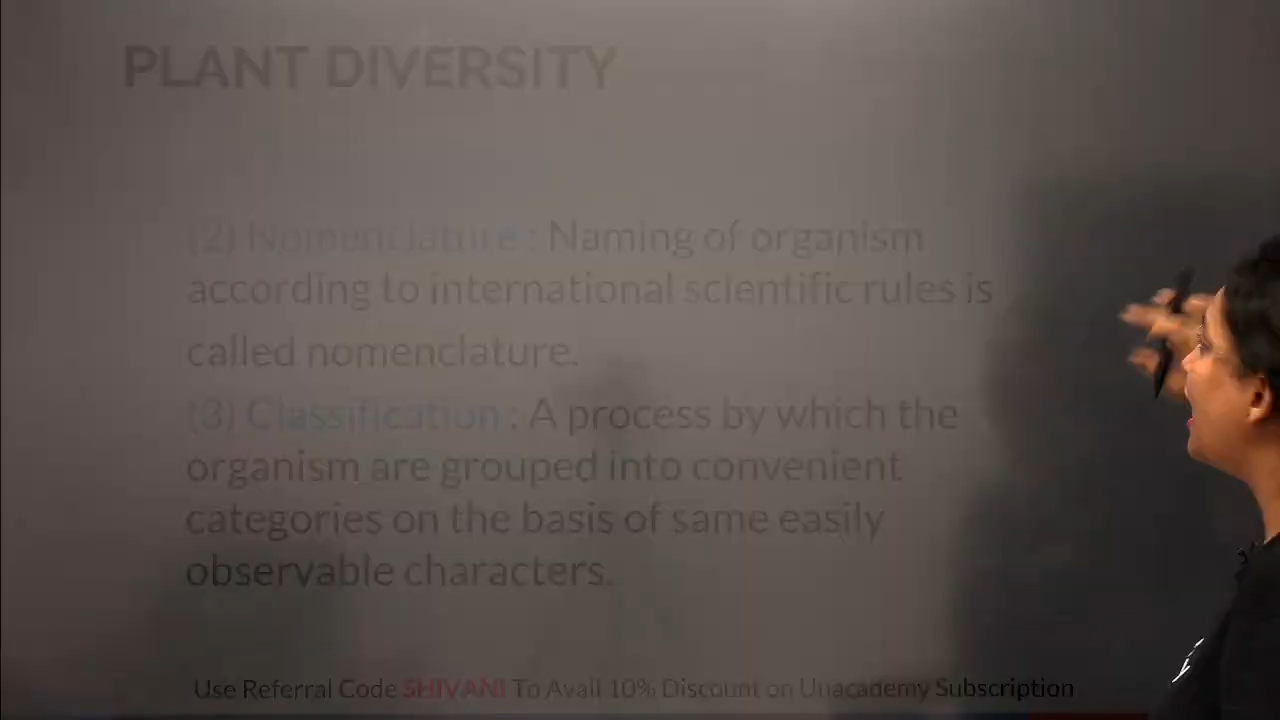 PLANT DIVERSITY
(2) Nomenclature : Naming of organism
according to international scientific rules is
called nomenclature.
(3) Classification : A process by which the
organism are grouped into convenient
categories on the basis of same easily
observable characters.
Use Referral Code SHIVANI To Avail 10% Discount on Unacademy Subscription